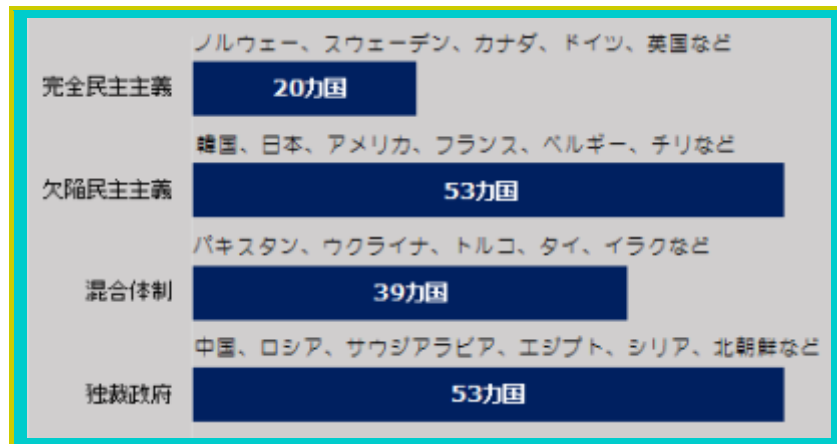 ノルウェー、スウェーデン、カナダ、ドイツ、英国など
完全民主主義 20カ国
韓国、日本、アメリカ、フランス、ベルギー、チリなど
欠陥民主主義 53カ国
パキスタン、ウクライナ、トルコ、タイ、イラクなど
混合体制 39カ国
中国、ロシア、サウジアラビア、エジプト、シリア、北朝鮮など
独裁政府 53カ国